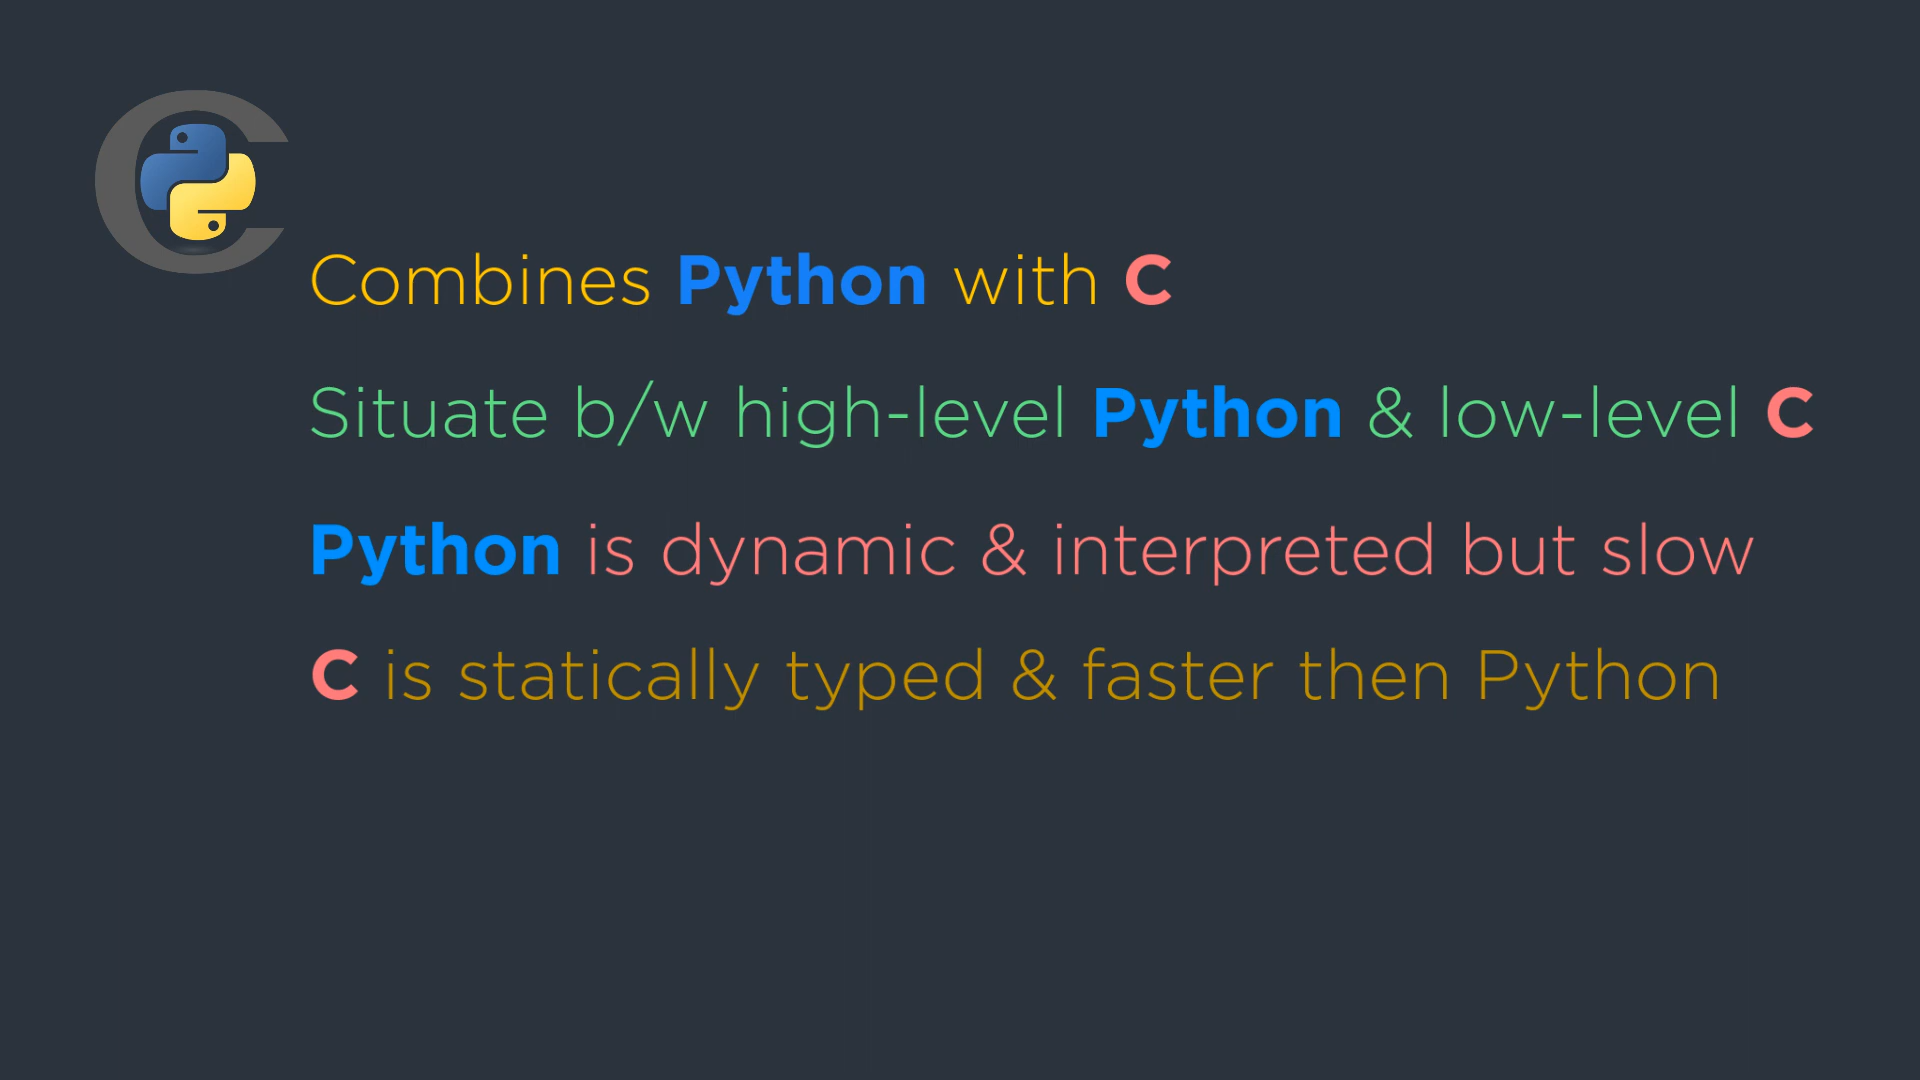 Combines Python with C
Situate b/w high-level Python & low-level C
Python is dynamic & interpreted but slow
C is statically typed & faster then Python